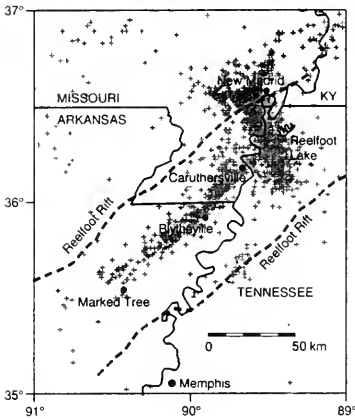 37°
New Madrid
MISSOURI
KY
ARKANSAS
Reelfoot
Lake
Caruthersville
36°
Reelfoot Rift
Blytheville
Reelfoot Rift
Marked Tree
TENNESSEE
0 50 km
Memphis
35°
91° 90° 89°